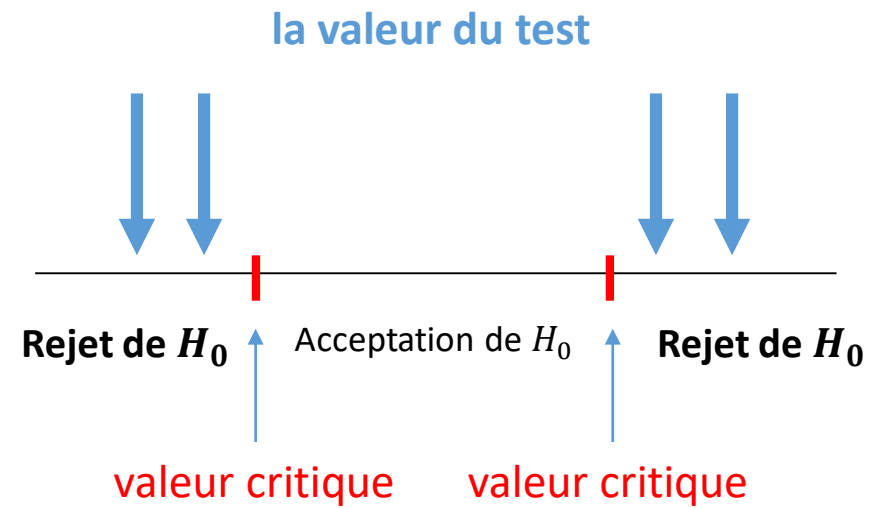 la valeur du test
Rejet de H₀ Acceptation de H₀ Rejet de H₀
valeur critique valeur critique